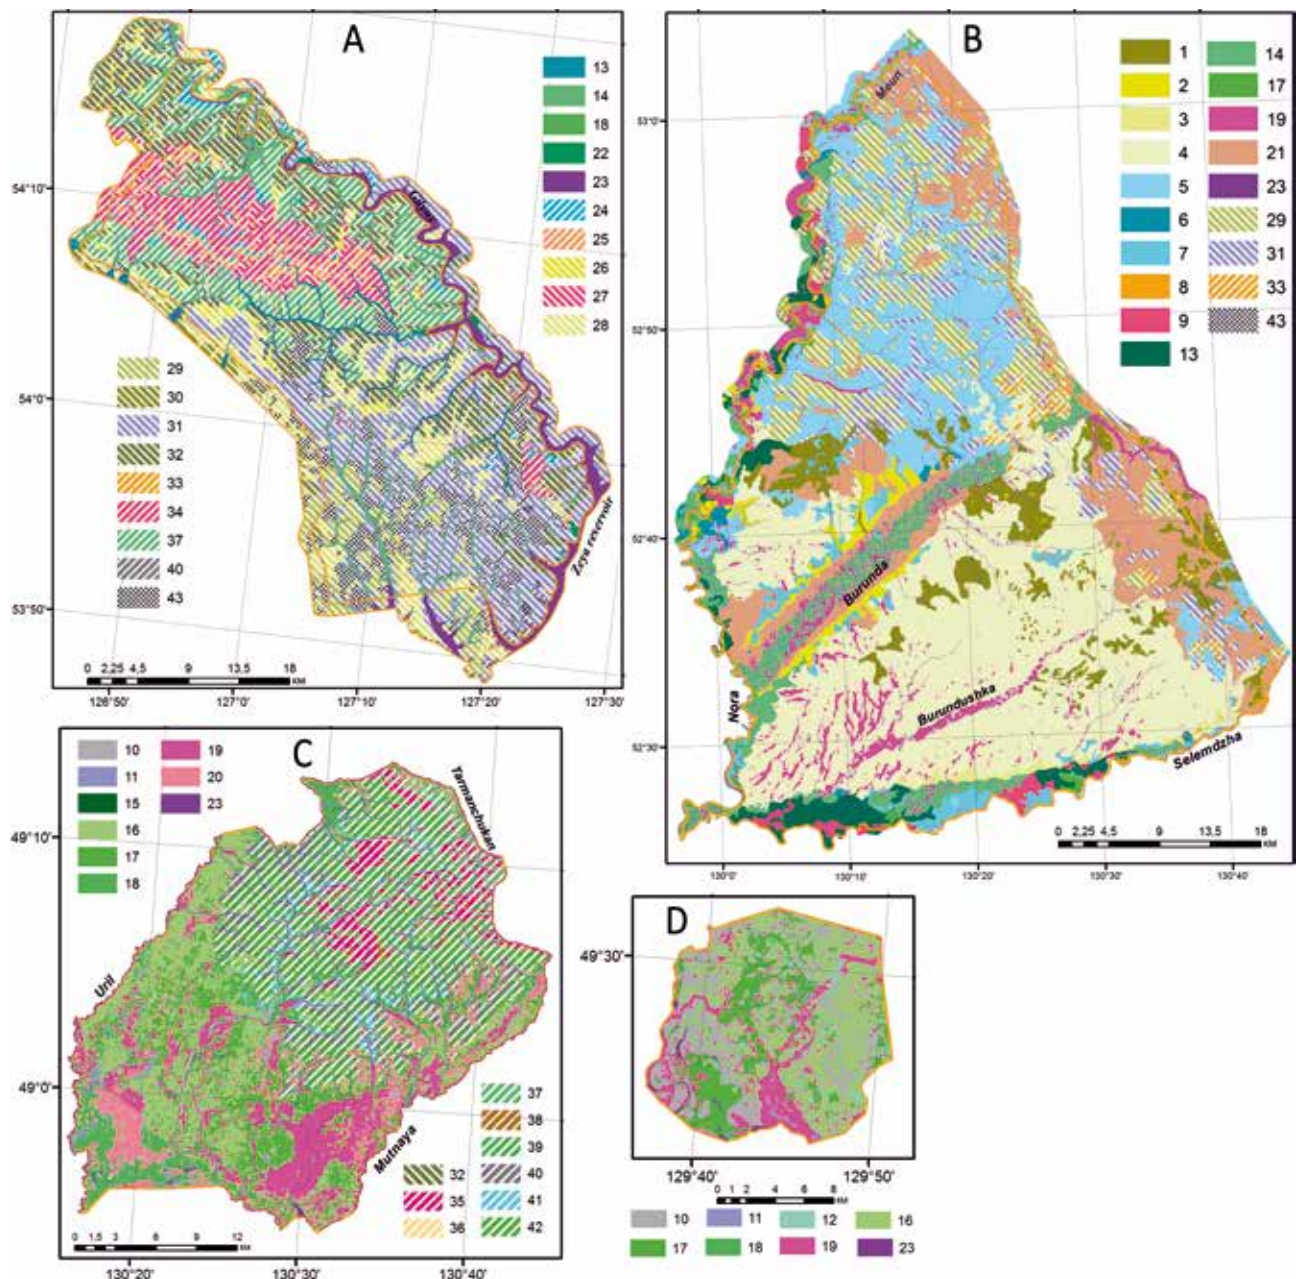 A
13
14
18
22
23
24
25
26
27
28
Gilyuy
54°10'
29
30
31
32
33
34
37
40
43
54°0'
Zeya reservoir
53°50'
0 2,25 4,5 9 13,5 18
KM
126°50' 127°0' 127°10' 127°20' 127°30'
B
1 14
2 17
3 19
4 21
5 23
6 29
7 31
8 33
9 43
13
Moun
53°0'
52°50'
52°40'
Burunda
Nora
Burundushka
52°30'
Selemdzha
0 2,25 4,5 9 13,5 18
KM
130°0' 130°10' 130°20' 130°30' 130°40'
C
10 19
11 20
15 23
16
17
18
Tarmanchukan
49°10'
Uril
49°0'
Mutnaya
37
38
39
32 40
35 41
36 42
0 1,5 3 6 9 12
KM
130°20' 130°30' 130°40'
D
49°30'
129°40' 129°50'
0 1 2 4 6 8
KM
10 11 12 16
17 18 19 23